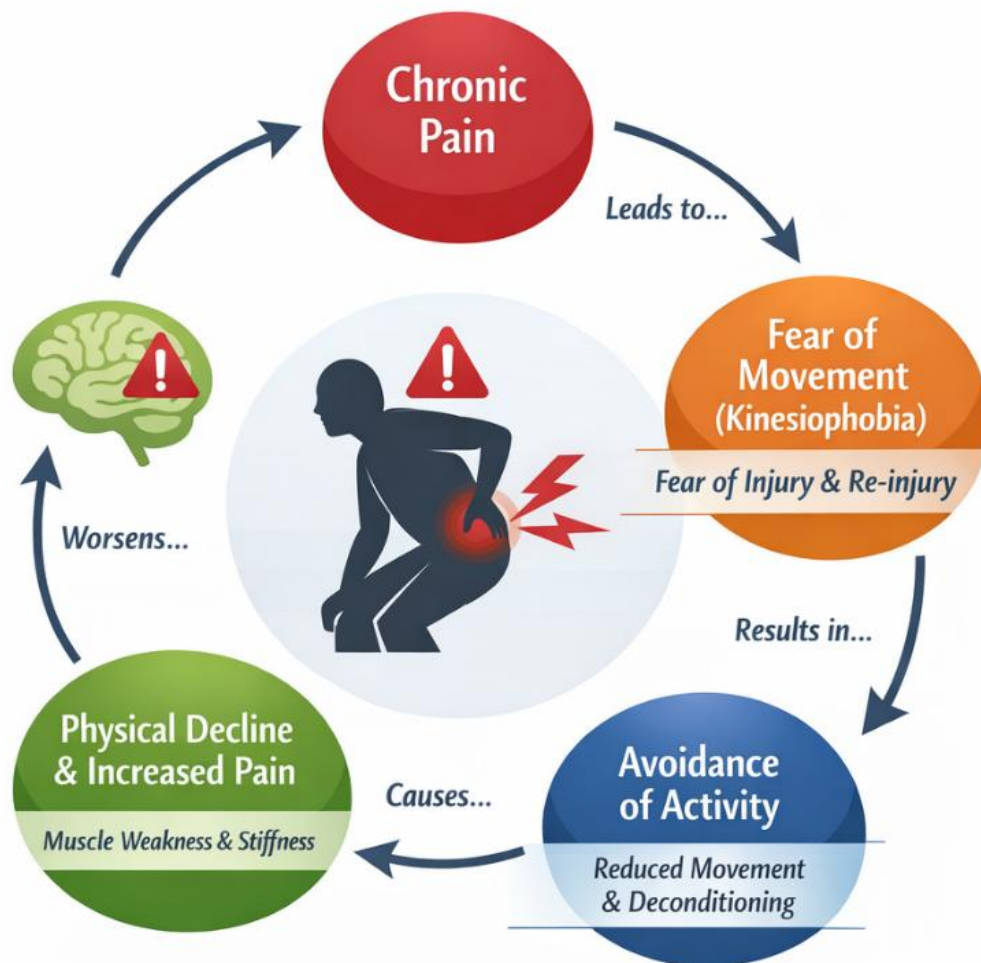 Chronic
Pain
Leads to...
Fear of
Movement
(Kinesiophobia)
Fear of Injury & Re-injury
Results in...
Avoidance
of Activity
Reduced Movement
& Deconditioning
Causes...
Physical Decline
& Increased Pain
Muscle Weakness & Stiffness
Worsens...
!
!